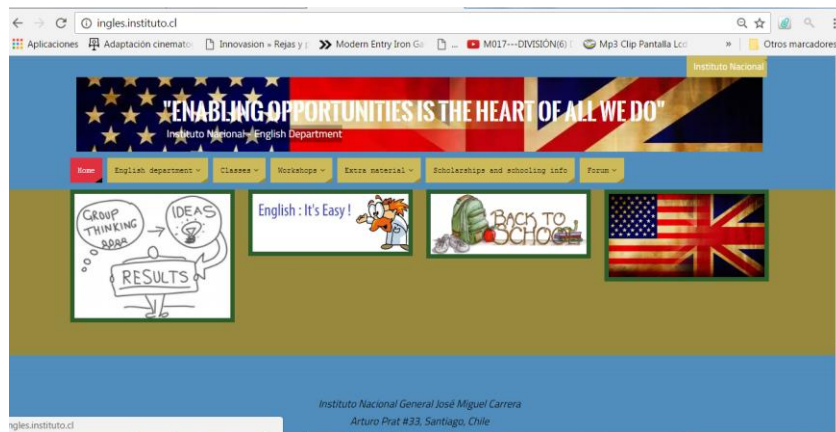 ingles.instituto.cl
Aplicaciones Adaptación cinemato Innovasion » Rejas y p Modern Entry Iron Ga ... M017---DIVISIÓN(6) Mp3 Clip Pantalla Lcd » Otros marcadores
Instituto Nacional
"ENABLING OPPORTUNITIES IS THE HEART OF ALL WE DO"
Instituto Nacional - English Department
Home English department Classes Workshops Extra material Scholarships and schooling info Forum
GROUP THINKING
IDEAS
RESULTS
English : It's Easy !
BACK TO SCHOOL
Instituto Nacional General José Miguel Carrera
Arturo Prat #33, Santiago, Chile
ngles.instituto.cl